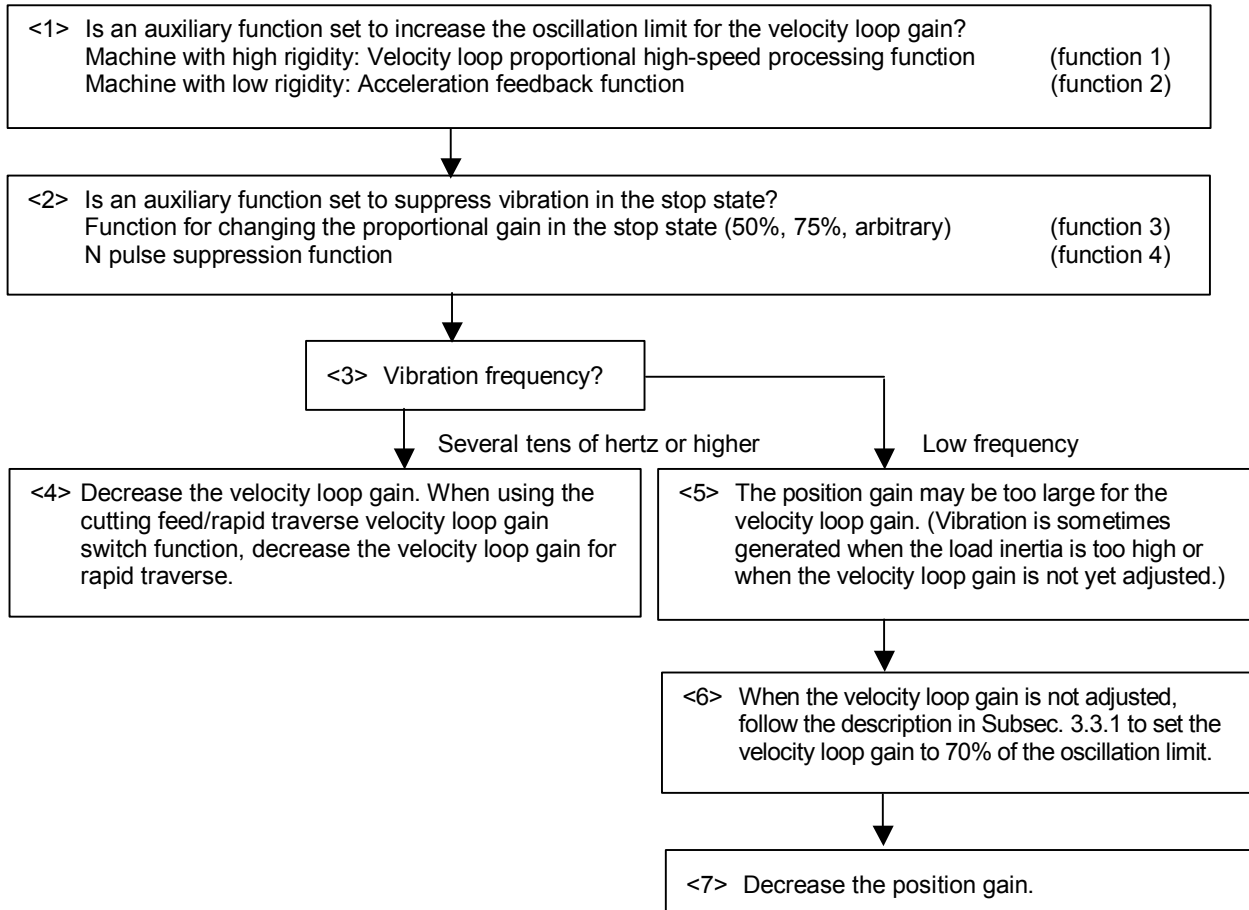 <1> Is an auxiliary function set to increase the oscillation limit for the velocity loop gain?
Machine with high rigidity: Velocity loop proportional high-speed processing function (function 1)
Machine with low rigidity: Acceleration feedback function (function 2)
<2> Is an auxiliary function set to suppress vibration in the stop state?
Function for changing the proportional gain in the stop state (50%, 75%, arbitrary) (function 3)
N pulse suppression function (function 4)
<3> Vibration frequency?
Several tens of hertz or higher
Low frequency
<4> Decrease the velocity loop gain. When using the
cutting feed/rapid traverse velocity loop gain
switch function, decrease the velocity loop gain for
rapid traverse.
<5> The position gain may be too large for the
velocity loop gain. (Vibration is sometimes
generated when the load inertia is too high or
when the velocity loop gain is not yet adjusted.)
<6> When the velocity loop gain is not adjusted,
follow the description in Subsec. 3.3.1 to set the
velocity loop gain to 70% of the oscillation limit.
<7> Decrease the position gain.